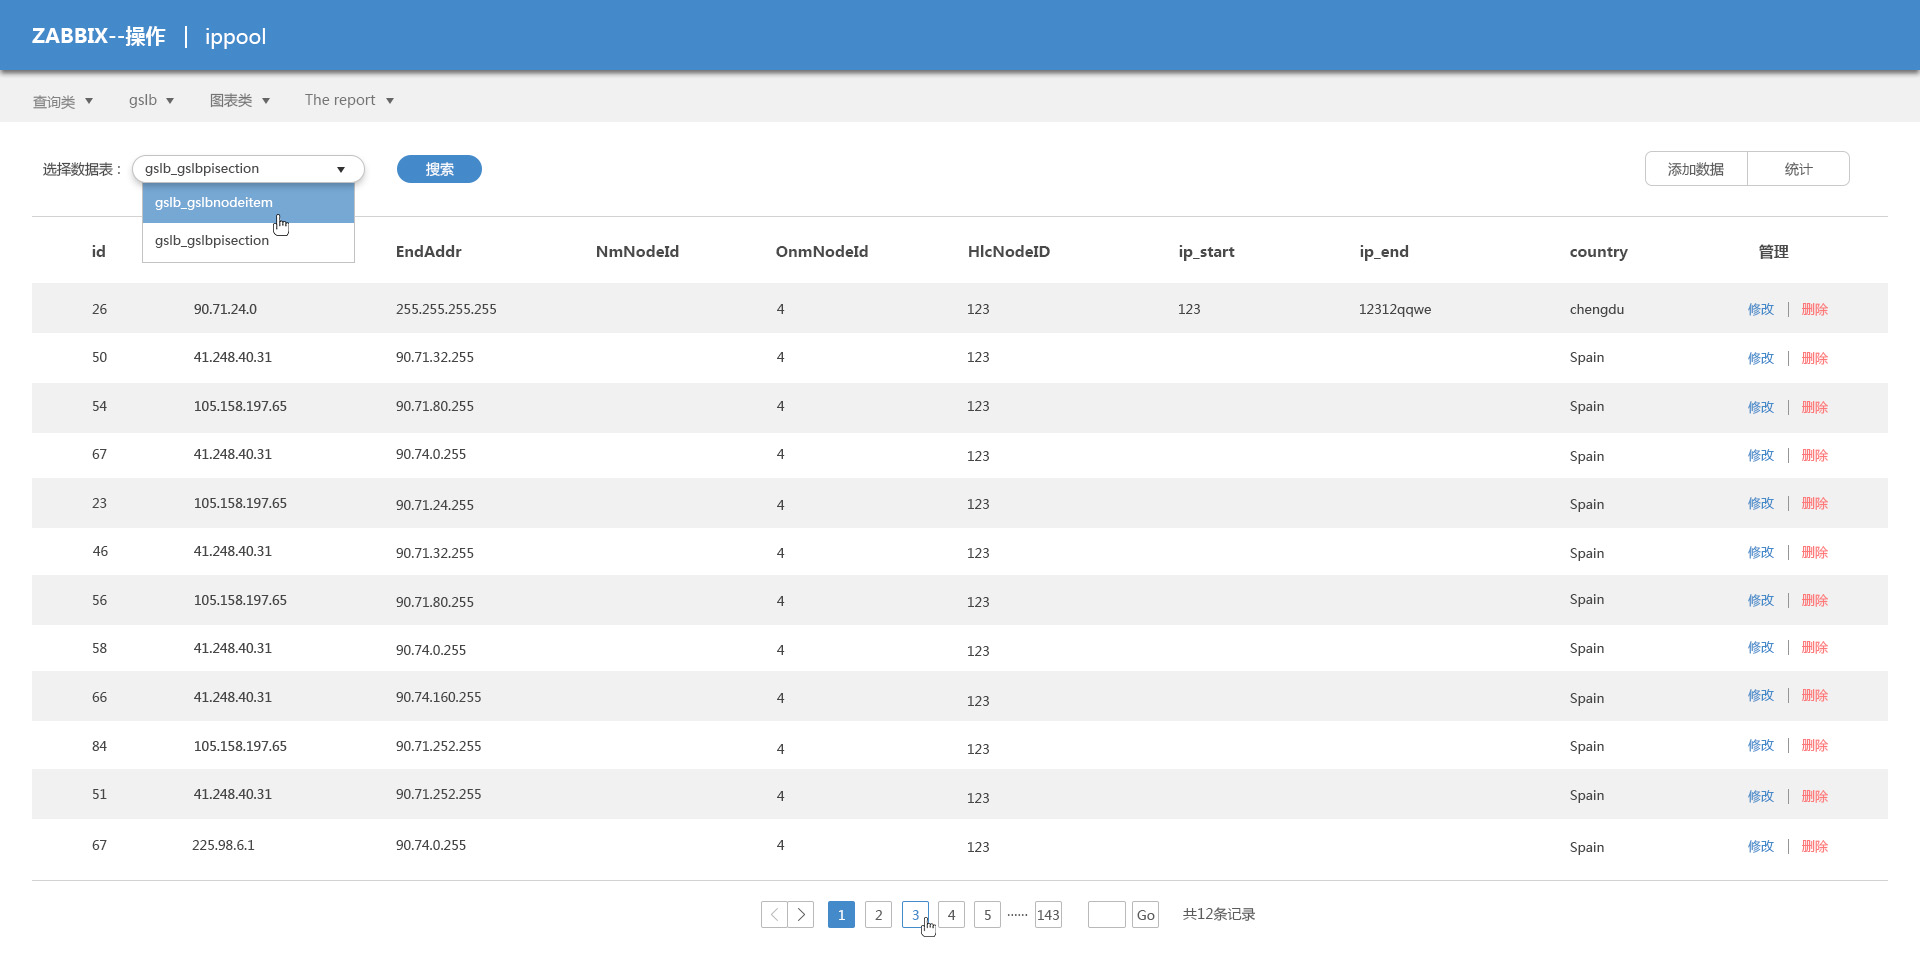 ZABBIX--操作 | ippool
查询类 gslb 图表类 The report
选择数据表： gslb_gslbpisection 搜索 添加数据 统计
gslb_gslbnodeitem
gslb_gslbpisection
id EndAddr NmNodeId OnmNodeId HlcNodeID ip_start ip_end country 管理
26 90.71.24.0 255.255.255.255 4 123 123 12312qqwe chengdu 修改 | 删除
50 41.248.40.31 90.71.32.255 4 123 Spain 修改 | 删除
54 105.158.197.65 90.71.80.255 4 123 Spain 修改 | 删除
67 41.248.40.31 90.74.0.255 4 123 Spain 修改 | 删除
23 105.158.197.65 90.71.24.255 4 123 Spain 修改 | 删除
46 41.248.40.31 90.71.32.255 4 123 Spain 修改 | 删除
56 105.158.197.65 90.71.80.255 4 123 Spain 修改 | 删除
58 41.248.40.31 90.74.0.255 4 123 Spain 修改 | 删除
66 41.248.40.31 90.74.160.255 4 123 Spain 修改 | 删除
84 105.158.197.65 90.71.252.255 4 123 Spain 修改 | 删除
51 41.248.40.31 90.71.252.255 4 123 Spain 修改 | 删除
67 225.98.6.1 90.74.0.255 4 123 Spain 修改 | 删除
< > 1 2 3 4 5 ······ 143 Go 共12条记录